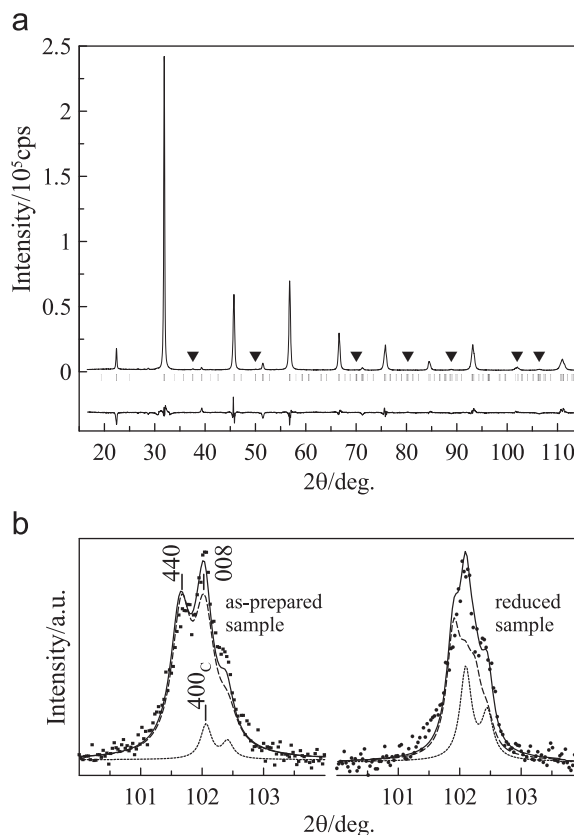 a
2.5
2
1.5
1
0.5
0
Intensity/10⁵cps
20 30 40 50 60 70 80 90 100 110
2θ/deg.
b
440
008
400C
as-prepared
sample
reduced
sample
Intensity/a.u.
101 102 103 101 102 103
2θ/deg.